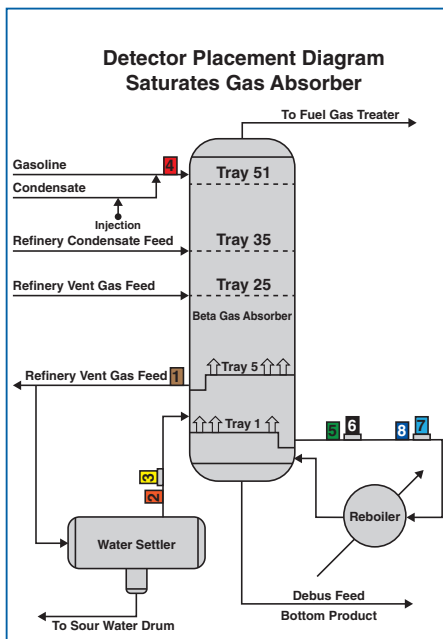 Detector Placement Diagram
Saturates Gas Absorber
To Fuel Gas Treater
Gasoline
4
Tray 51
Condensate
Injection
Refinery Condensate Feed
Tray 35
Refinery Vent Gas Feed
Tray 25
Beta Gas Absorber
Refinery Vent Gas Feed
1
Tray 5
Tray 1
5
6
8
7
3
2
Reboiler
Water Settler
Debus Feed
Bottom Product
To Sour Water Drum